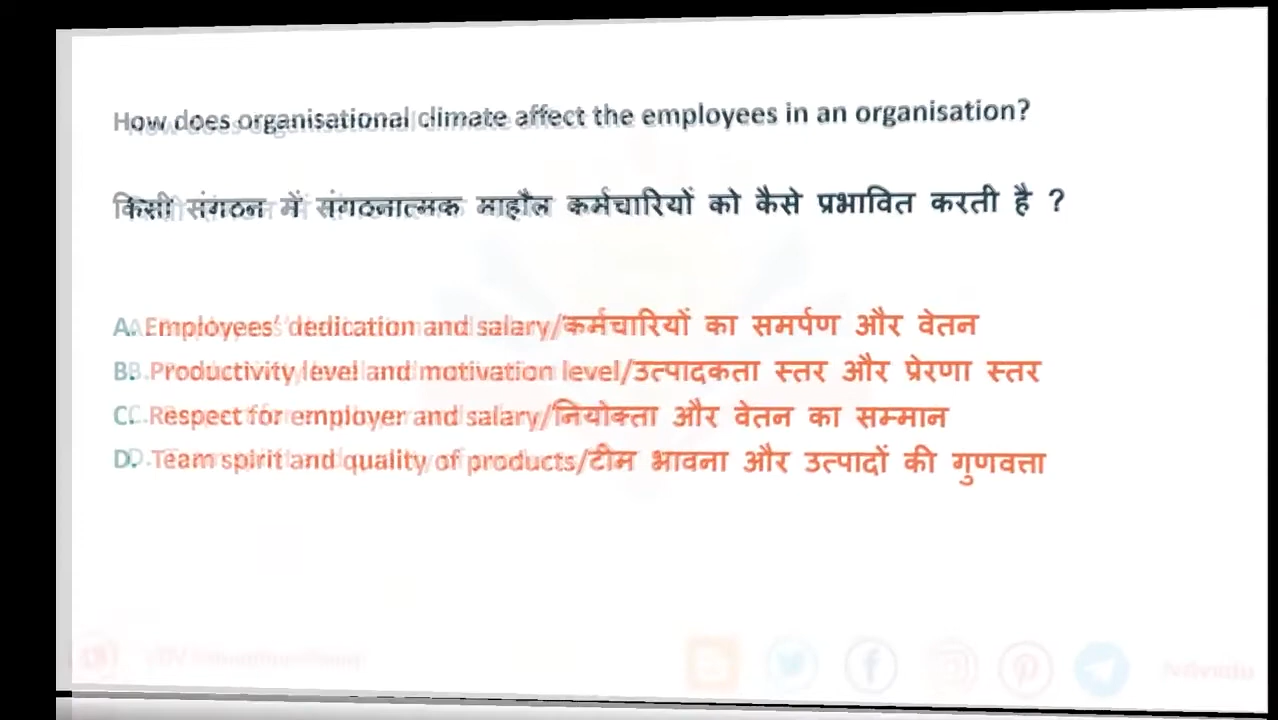 How does organisational climate affect the employees in an organisation?
किसी संगठन में संगठनात्मक माहौल कर्मचारियों को कैसे प्रभावित करती है ?
A. Employees' dedication and salary/कर्मचारियों का समर्पण और वेतन
B. Productivity level and motivation level/उत्पादकता स्तर और प्रेरणा स्तर
C. Respect for employer and salary/नियोक्ता और वेतन का सम्मान
D. Team spirit and quality of products/टीम भावना और उत्पादों की गुणवत्ता